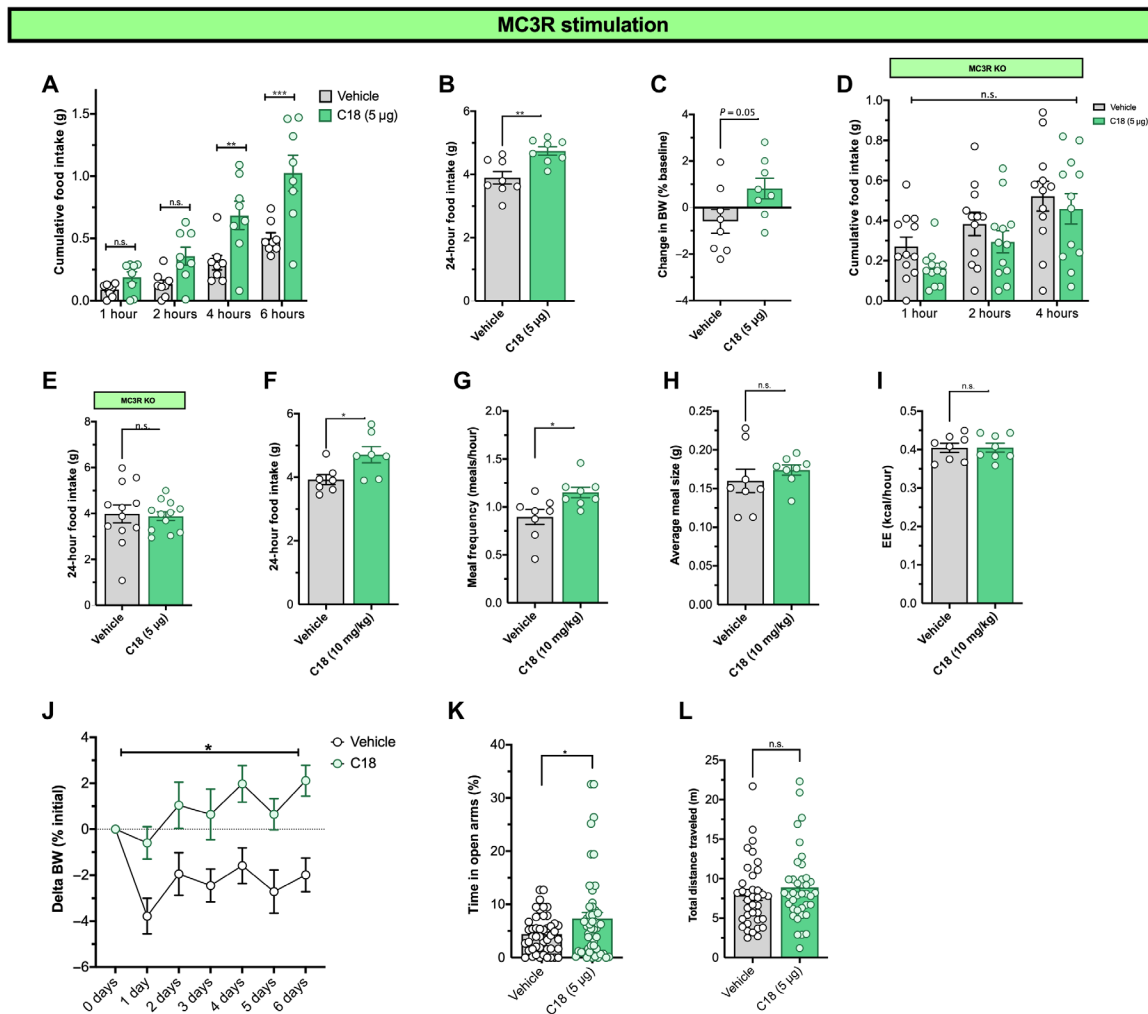 MC3R stimulation
A
Cumulative food intake (g)
1.5
1.0
0.5
0.0
n.s.
n.s.
**
***
1 hour
2 hours
4 hours
6 hours
Vehicle
C18 (5 µg)
B
24-hour food intake (g)
6
4
2
0
**
Vehicle
C18 (5 µg)
C
Change in BW (% baseline)
4
2
0
−2
−4
P = 0.05
Vehicle
C18 (5 µg)
D
MC3R KO
Cumulative food intake (g)
1.0
0.8
0.6
0.4
0.2
0.0
n.s.
1 hour
2 hours
4 hours
Vehicle
C18 (5 µg)
E
MC3R KO
24-hour food intake (g)
8
6
4
2
0
n.s.
Vehicle
C18 (5 µg)
F
24-hour food intake (g)
6
4
2
0
*
Vehicle
C18 (10 mg/kg)
G
Meal frequency (meals/hour)
2.0
1.5
1.0
0.5
0.0
*
Vehicle
C18 (10 mg/kg)
H
Average meal size (g)
0.25
0.20
0.15
0.10
0.05
0.00
n.s.
Vehicle
C18 (10 mg/kg)
I
EE (kcal/hour)
0.5
0.4
0.3
0.2
0.1
0.0
n.s.
Vehicle
C18 (10 mg/kg)
J
Delta BW (% initial)
4
2
0
−2
−4
−6
*
0 days
1 day
2 days
3 days
4 days
5 days
6 days
Vehicle
C18
K
Time in open arms (%)
40
30
20
10
0
*
Vehicle
C18 (5 µg)
L
Total distance traveled (m)
25
20
15
10
5
0
n.s.
Vehicle
C18 (5 µg)